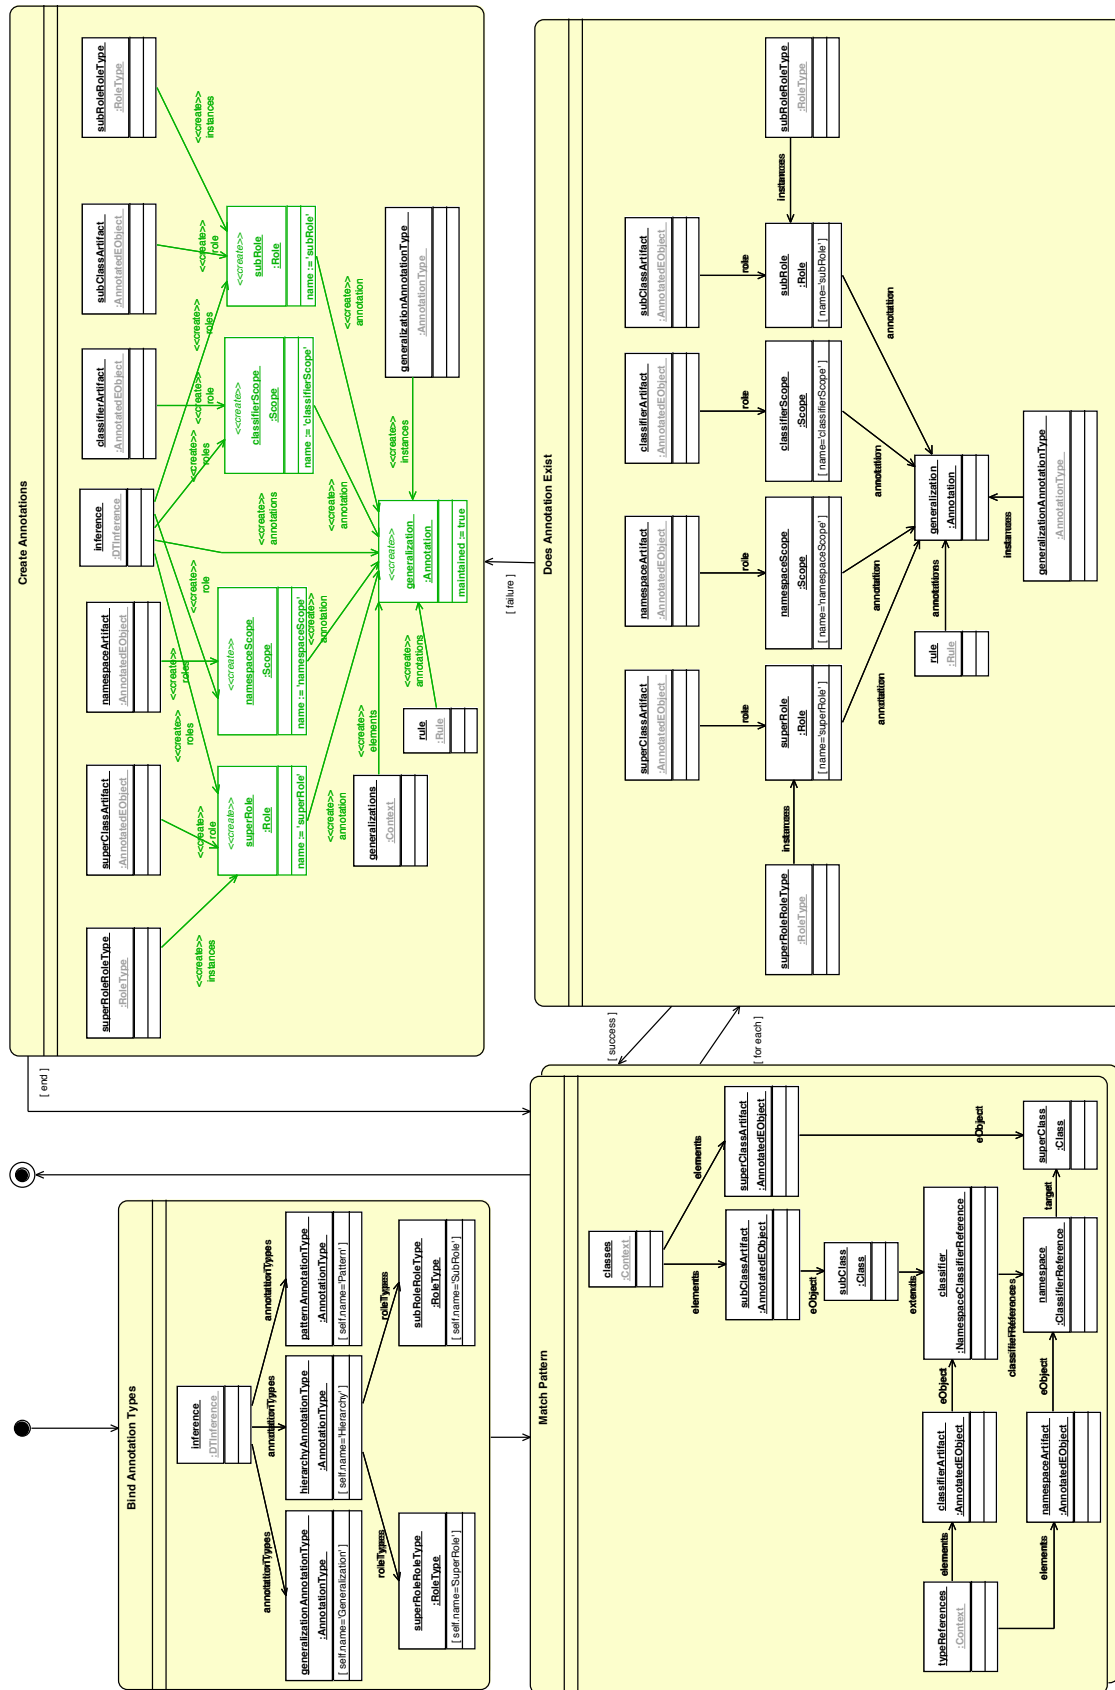 Bind Annotation Types
inference
:DTInference
annotationTypes
annotationTypes
annotationTypes
generalizationAnnotationType
:AnnotationType
[ self.name='Generalization' ]
hierarchyAnnotationType
:AnnotationType
[ self.name='Hierarchy' ]
patternAnnotationType
:AnnotationType
[ self.name='Pattern' ]
roleTypes
roleTypes
superRoleRoleType
:RoleType
[ self.name='SuperRole' ]
subRoleRoleType
:RoleType
[ self.name='SubRole' ]
[ end ]
Create Annotations
superRoleRoleType
:RoleType
superClassArtifact
:AnnotatedEObject
namespaceArtifact
:AnnotatedEObject
inference
:DTInference
classifierArtifact
:AnnotatedEObject
subClassArtifact
:AnnotatedEObject
subRoleRoleType
:RoleType
<<create>>
instances
<<create>>
role
<<create>>
roles
<<create>>
roles
<<create>>
role
<<create>>
roles
<<create>>
role
<<create>>
roles
<<create>>
role
<<create>>
instances
<<create>>
superRole
:Role
name := 'superRole'
<<create>>
namespaceScope
:Scope
name := 'namespaceScope'
<<create>>
classifierScope
:Scope
name := 'classifierScope'
<<create>>
subRole
:Role
name := 'subRole'
<<create>>
annotation
<<create>>
annotation
<<create>>
annotations
<<create>>
annotation
<<create>>
annotation
generalizations
:Context
<<create>>
elements
rule
:Rule
<<create>>
annotations
<<create>>
generalization
:Annotation
maintained := true
<<create>>
instances
generalizationAnnotationType
:AnnotationType
[ failure ]
Match Pattern
classes
:Context
elements
elements
subClassArtifact
:AnnotatedEObject
superClassArtifact
:AnnotatedEObject
eObject
eObject
subClass
:Class
extends
typeReferences
:Context
elements
elements
classifierArtifact
:AnnotatedEObject
eObject
classifier
:NamespaceClassifierReference
classifierReferences
namespaceArtifact
:AnnotatedEObject
eObject
namespace
:ClassifierReference
target
superClass
:Class
[ success ]
[ for each ]
Does Annotation Exist
superClassArtifact
:AnnotatedEObject
namespaceArtifact
:AnnotatedEObject
classifierArtifact
:AnnotatedEObject
subClassArtifact
:AnnotatedEObject
role
role
role
role
superRoleRoleType
:RoleType
instances
superRole
:Role
[ name='superRole' ]
namespaceScope
:Scope
[ name='namespaceScope' ]
classifierScope
:Scope
[ name='classifierScope' ]
subRole
:Role
[ name='subRole' ]
instances
subRoleRoleType
:RoleType
annotation
annotation
annotation
annotation
rule
:Rule
annotations
generalization
:Annotation
instances
generalizationAnnotationType
:AnnotationType